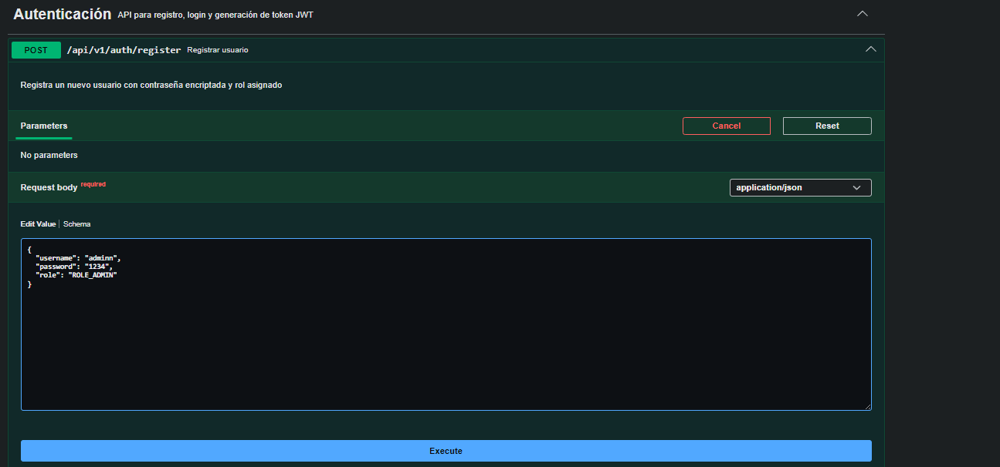 Autenticación API para registro, login y generación de token JWT
POST /api/v1/auth/register Registrar usuario
Registra un nuevo usuario con contraseña encriptada y rol asignado
Parameters Cancel Reset
No parameters
Request body required application/json
Edit Value | Schema
{
  "username": "adminn",
  "password": "1234",
  "role": "ROLE_ADMIN"
}
Execute